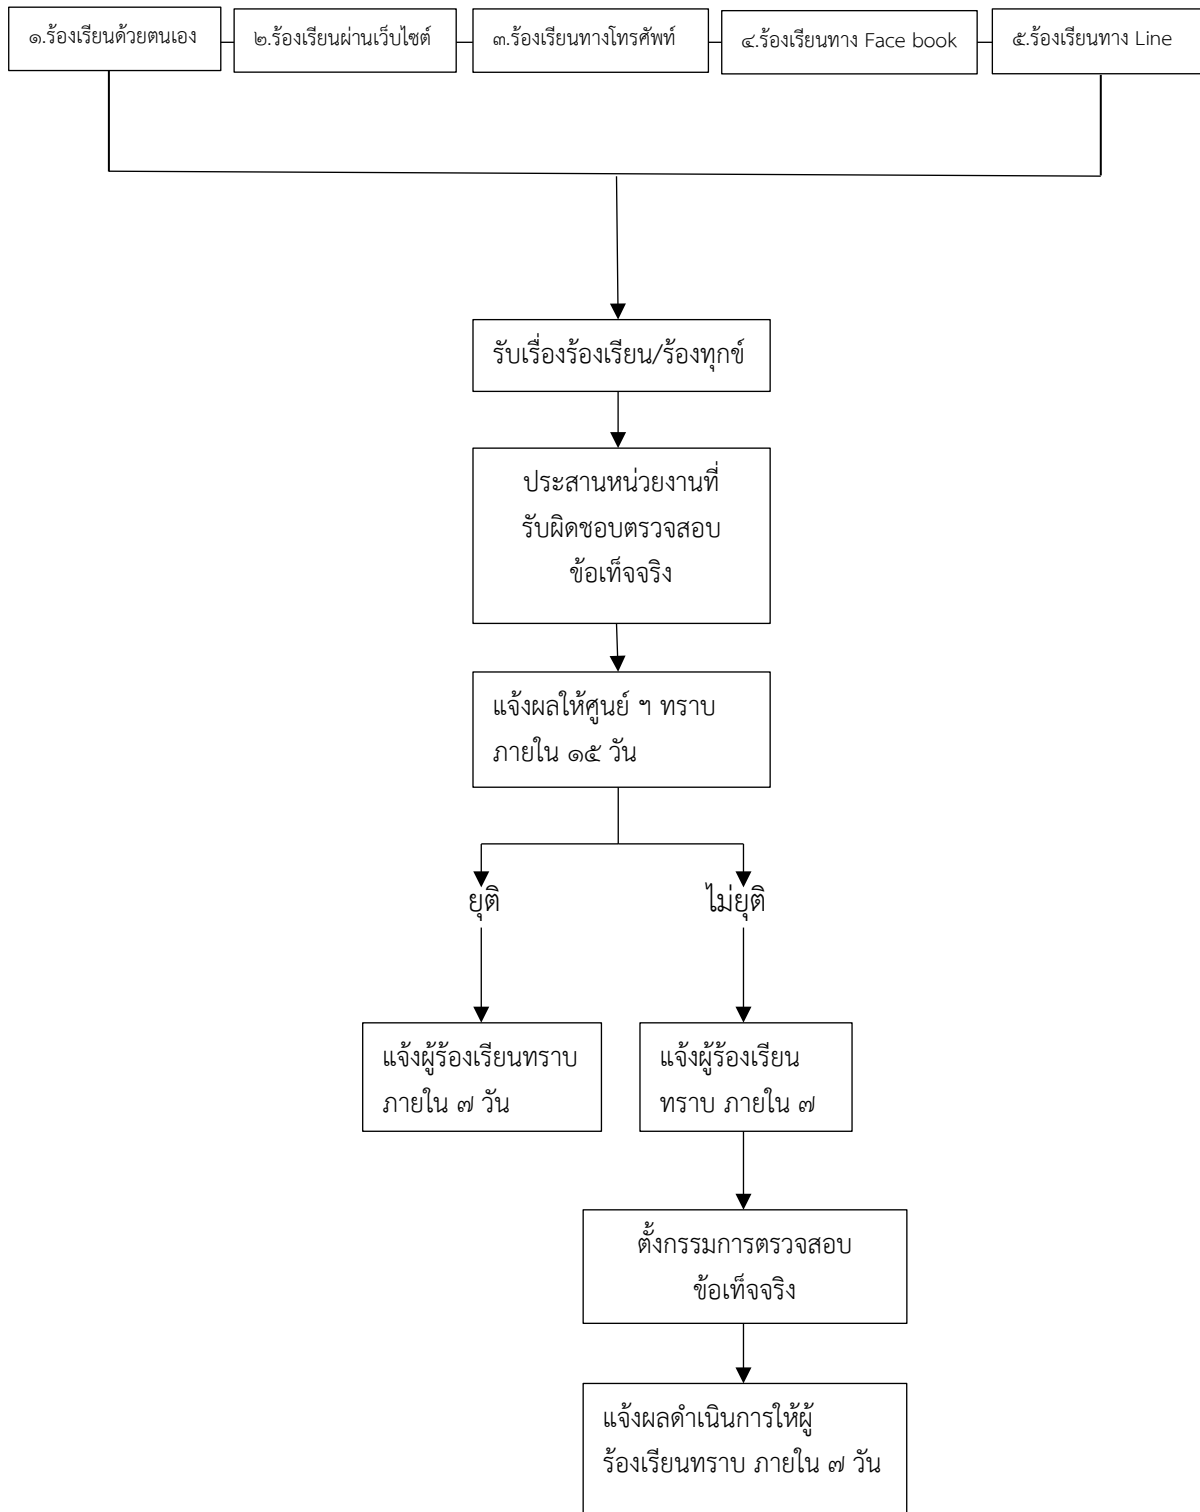 ๑.ร้องเรียนด้วยตนเอง
๒.ร้องเรียนผ่านเว็บไซต์
๓.ร้องเรียนทางโทรศัพท์
๔.ร้องเรียนทาง Face book
๕.ร้องเรียนทาง Line
รับเรื่องร้องเรียน/ร้องทุกข์
ประสานหน่วยงานที่
รับผิดชอบตรวจสอบ
ข้อเท็จจริง
แจ้งผลให้ศูนย์ ฯ ทราบ
ภายใน ๑๕ วัน
ยุติ
ไม่ยุติ
แจ้งผู้ร้องเรียนทราบ
ภายใน ๗ วัน
แจ้งผู้ร้องเรียน
ทราบ ภายใน ๗
ตั้งกรรมการตรวจสอบ
ข้อเท็จจริง
แจ้งผลดำเนินการให้ผู้
ร้องเรียนทราบ ภายใน ๗ วัน